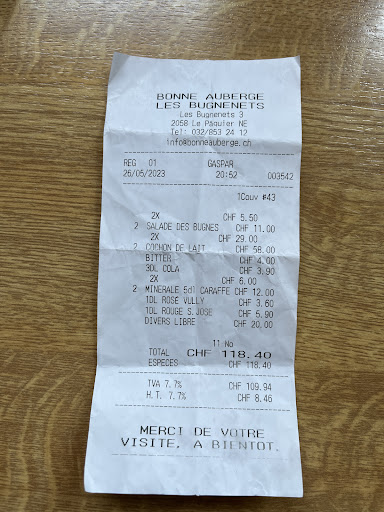 BONNE AUBERGE
LES BUGNENETS
Les Bugnenets 3
2058 Le Pâquier NE
Tel: 032/853 24 12
info@bonneauberge.ch
REG 01 GASPAR
26/05/2023 20:52 003542
1Couv #43
2X CHF 5.50
2 SALADE DES BUGNES CHF 11.00
2X CHF 29.00
2 COCHON DE LAIT CHF 58.00
BITTER CHF 4.00
3DL COLA CHF 3.90
2X CHF 6.00
2 MINERALE 5dl CARAFFE CHF 12.00
1DL ROSE VULLY CHF 3.60
1DL ROUGE S.JOSE CHF 5.90
DIVERS LIBRE CHF 20.00
11 No
TOTAL CHF 118.40
ESPECES CHF 118.40
TVA 7.7% CHF 109.94
H.T. 7.7% CHF 8.46
MERCI DE VOTRE
VISITE, A BIENTOT.